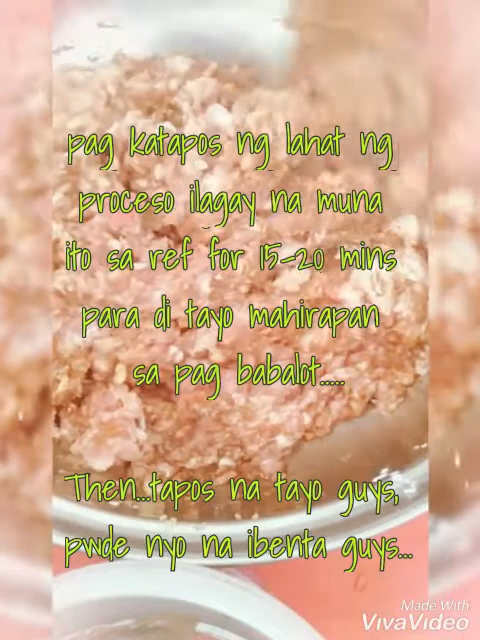 pag katapos ng lahat ng
proceso ilagay na muna
ito sa ref for 15-20 mins
para di tayo mahirapan
sa pag babalot.....
Then...tapos na tayo guys,
pwde nyo na ibenta guys...
Made With
VivaVideo